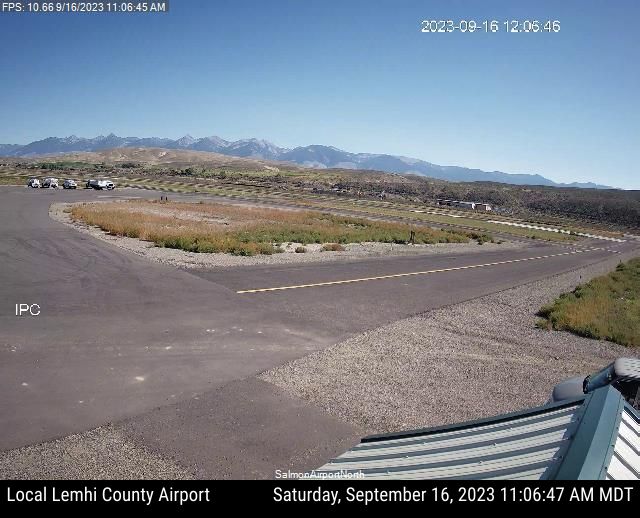 FPS: 10.66 9/16/2023 11:06:45 AM
2023-09-16 12:06:46
IPC
SalmonAirportNorth
Local Lemhi County Airport Saturday, September 16, 2023 11:06:47 AM MDT